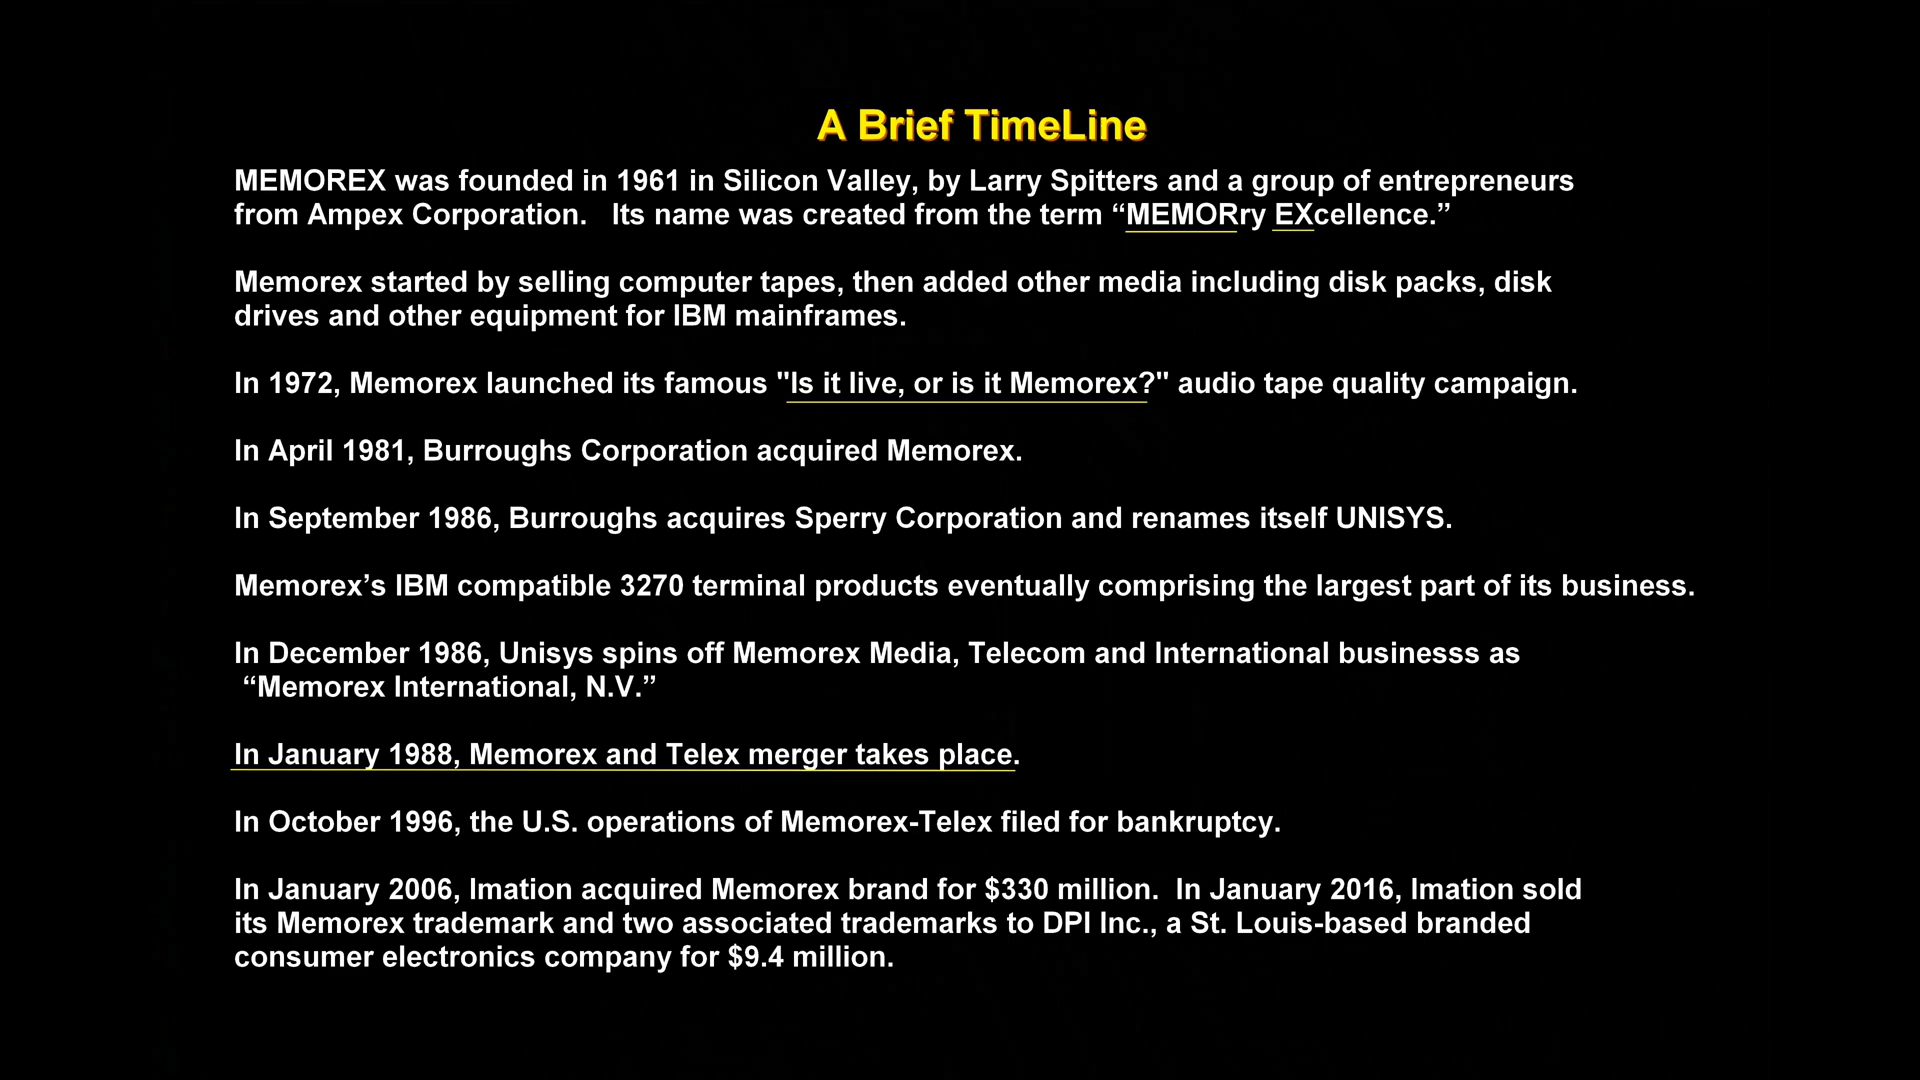 A Brief TimeLine
MEMOREX was founded in 1961 in Silicon Valley, by Larry Spitters and a group of entrepreneurs
from Ampex Corporation. Its name was created from the term “MEMORry EXcellence.”
Memorex started by selling computer tapes, then added other media including disk packs, disk
drives and other equipment for IBM mainframes.
In 1972, Memorex launched its famous "Is it live, or is it Memorex?" audio tape quality campaign.
In April 1981, Burroughs Corporation acquired Memorex.
In September 1986, Burroughs acquires Sperry Corporation and renames itself UNISYS.
Memorex’s IBM compatible 3270 terminal products eventually comprising the largest part of its business.
In December 1986, Unisys spins off Memorex Media, Telecom and International businesss as
“Memorex International, N.V.”
In January 1988, Memorex and Telex merger takes place.
In October 1996, the U.S. operations of Memorex-Telex filed for bankruptcy.
In January 2006, Imation acquired Memorex brand for $330 million. In January 2016, Imation sold
its Memorex trademark and two associated trademarks to DPI Inc., a St. Louis-based branded
consumer electronics company for $9.4 million.